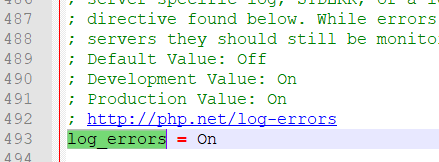 486 ; server specific log, STDERR, or a l
487 ; directive found below. While errors
488 ; servers they should still be monito
489 ; Default Value: Off
490 ; Development Value: On
491 ; Production Value: On
492 ; http://php.net/log-errors
493 log_errors = On
494